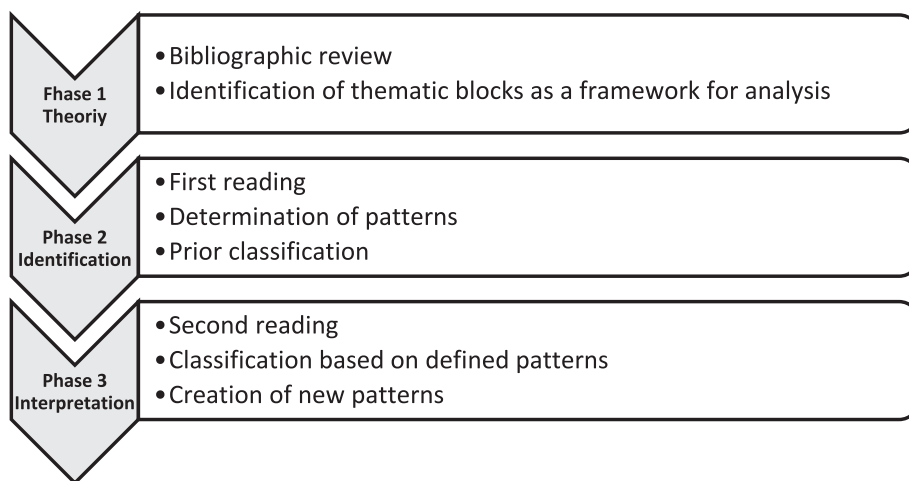 Fhase 1
Theoriy
•Bibliographic review
•Identification of thematic blocks as a framework for analysis
Phase 2
Identification
•First reading
•Determination of patterns
•Prior classification
Phase 3
Interpretation
•Second reading
•Classification based on defined patterns
•Creation of new patterns